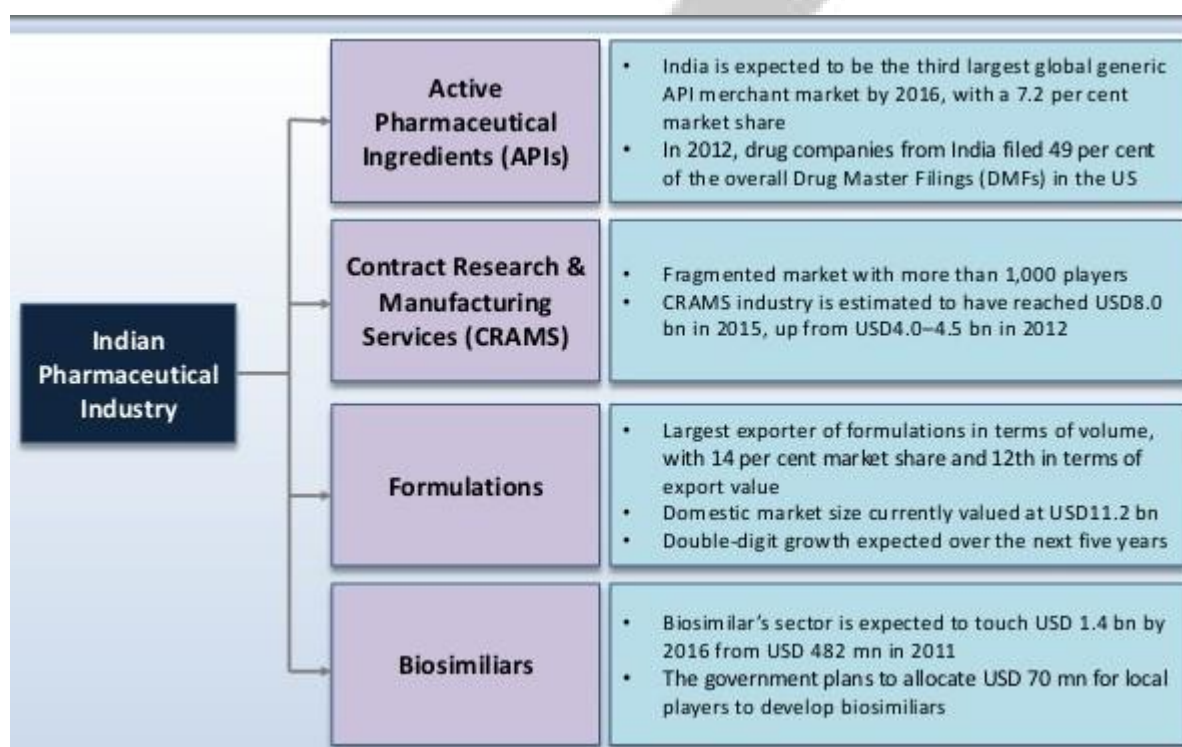 Indian
Pharmaceutical
Industry
Active
Pharmaceutical
Ingredients (APIs)
• India is expected to be the third largest global generic
API merchant market by 2016, with a 7.2 per cent
market share
• In 2012, drug companies from India filed 49 per cent
of the overall Drug Master Filings (DMFs) in the US
Contract Research &
Manufacturing
Services (CRAMS)
• Fragmented market with more than 1,000 players
• CRAMS industry is estimated to have reached USD8.0
bn in 2015, up from USD4.0–4.5 bn in 2012
Formulations
• Largest exporter of formulations in terms of volume,
with 14 per cent market share and 12th in terms of
export value
• Domestic market size currently valued at USD11.2 bn
• Double-digit growth expected over the next five years
Biosimiliars
• Biosimilar’s sector is expected to touch USD 1.4 bn by
2016 from USD 482 mn in 2011
• The government plans to allocate USD 70 mn for local
players to develop biosimiliars